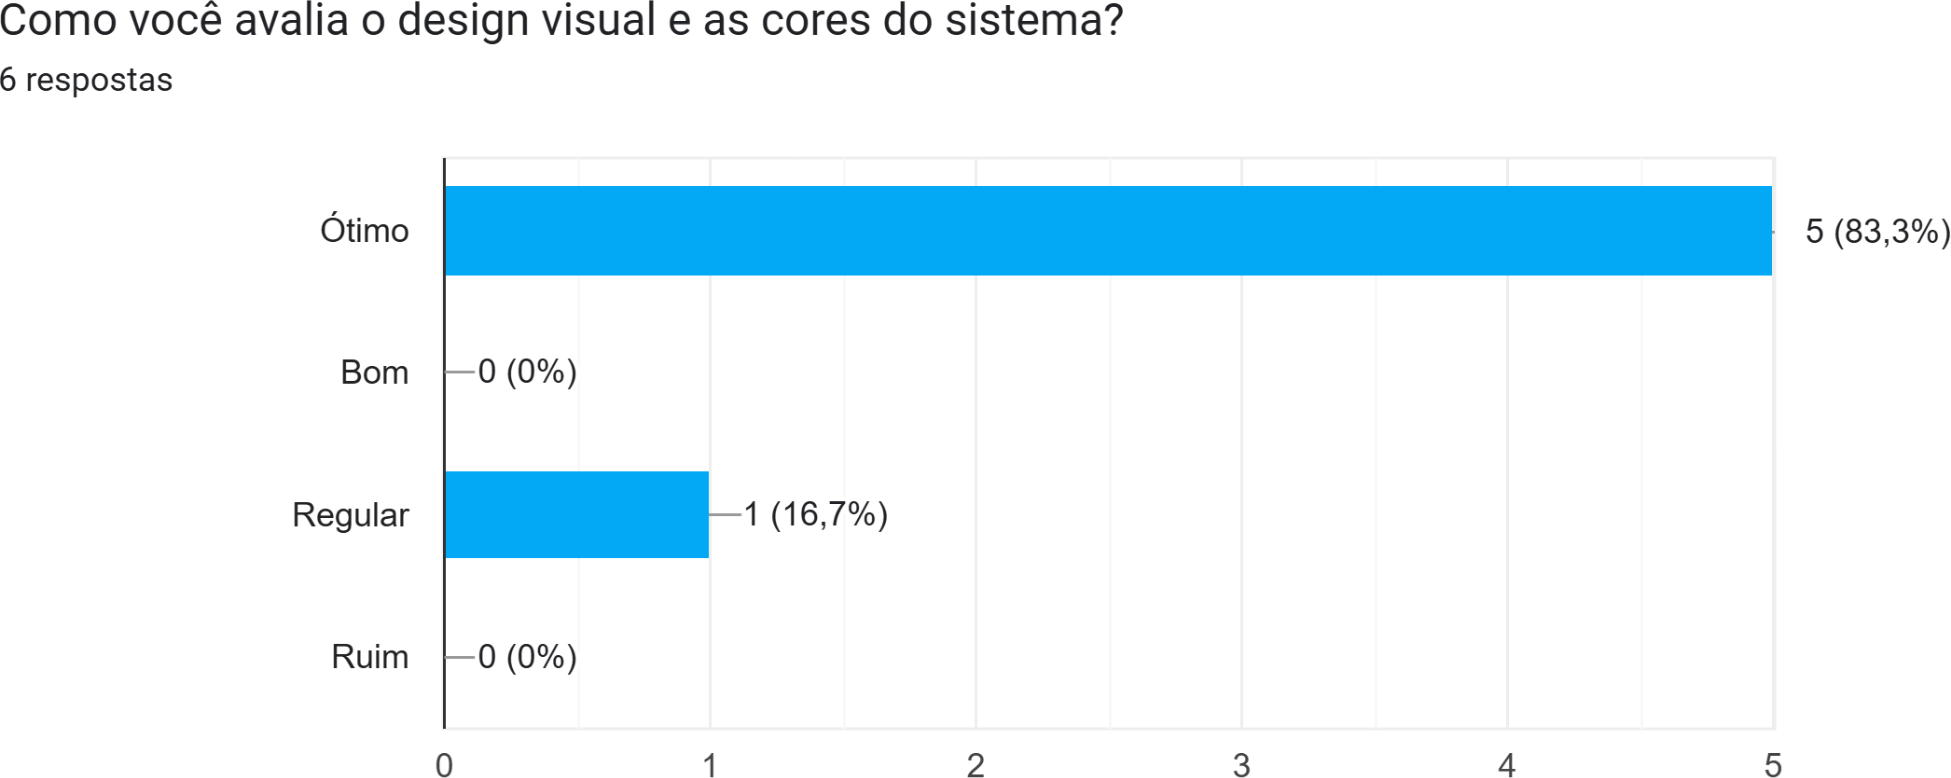 Como você avalia o design visual e as cores do sistema?
6 respostas
Ótimo
5 (83,3%)
Bom
0 (0%)
Regular
1 (16,7%)
Ruim
0 (0%)
0 1 2 3 4 5